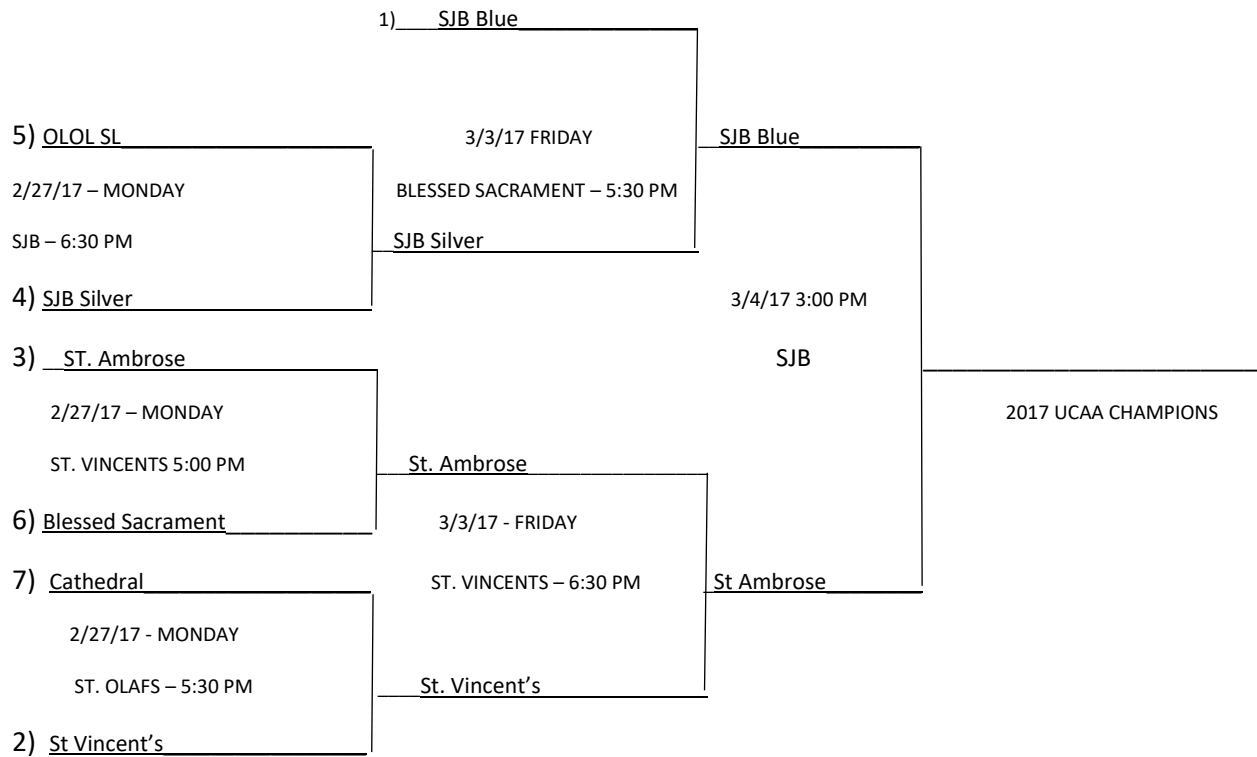 1) SJB Blue
5) OLOL SL
3/3/17 FRIDAY
SJB Blue
2/27/17 – MONDAY
BLESSED SACRAMENT – 5:30 PM
SJB – 6:30 PM
SJB Silver
4) SJB Silver
3/4/17 3:00 PM
3) ST. Ambrose
SJB
2/27/17 – MONDAY
2017 UCAA CHAMPIONS
ST. VINCENTS 5:00 PM
St. Ambrose
6) Blessed Sacrament
3/3/17 - FRIDAY
7) Cathedral
ST. VINCENTS – 6:30 PM
St Ambrose
2/27/17 - MONDAY
ST. OLAFS – 5:30 PM
St. Vincent’s
2) St Vincent’s